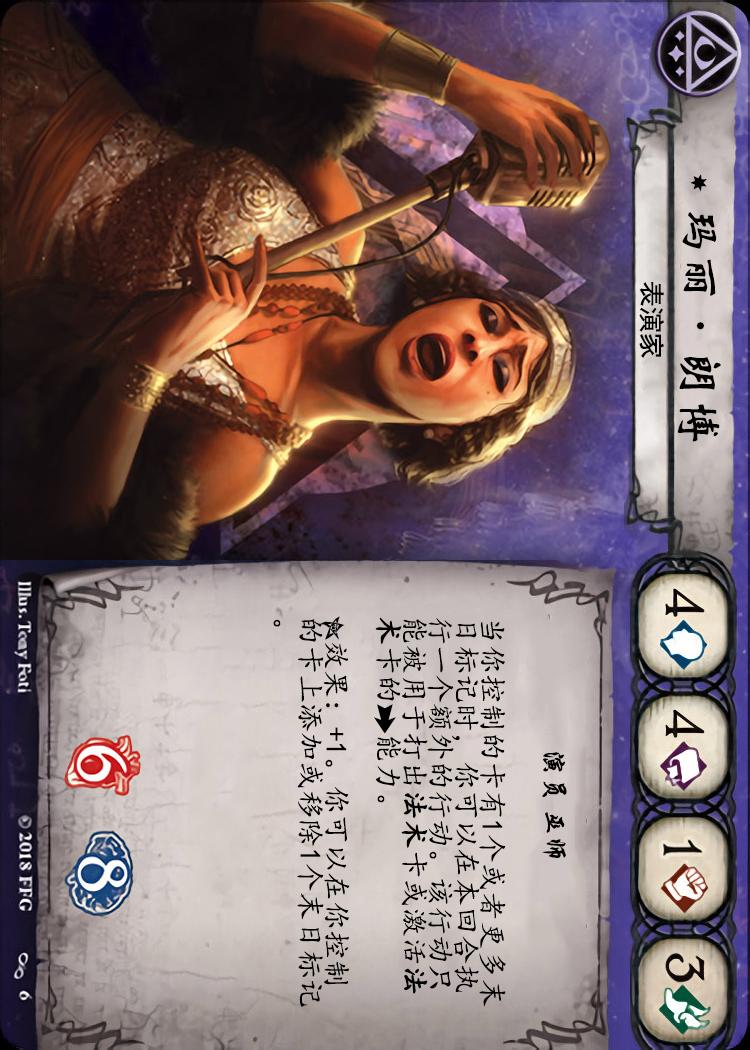 玛丽·朗博
表演家
4
4
1
3
演员 巫师
当你控制的卡有1个或者更多末
日标记时，你可以在本回合执
行一个额外的行动。该行动只
能被用于打出法术卡或激活法
术卡的 能力。
效果：+1。你可以在你控制
的卡上添加或移除1个末日标记
。
6
8
Illus. Tony Foti
© 2018 FFG
6